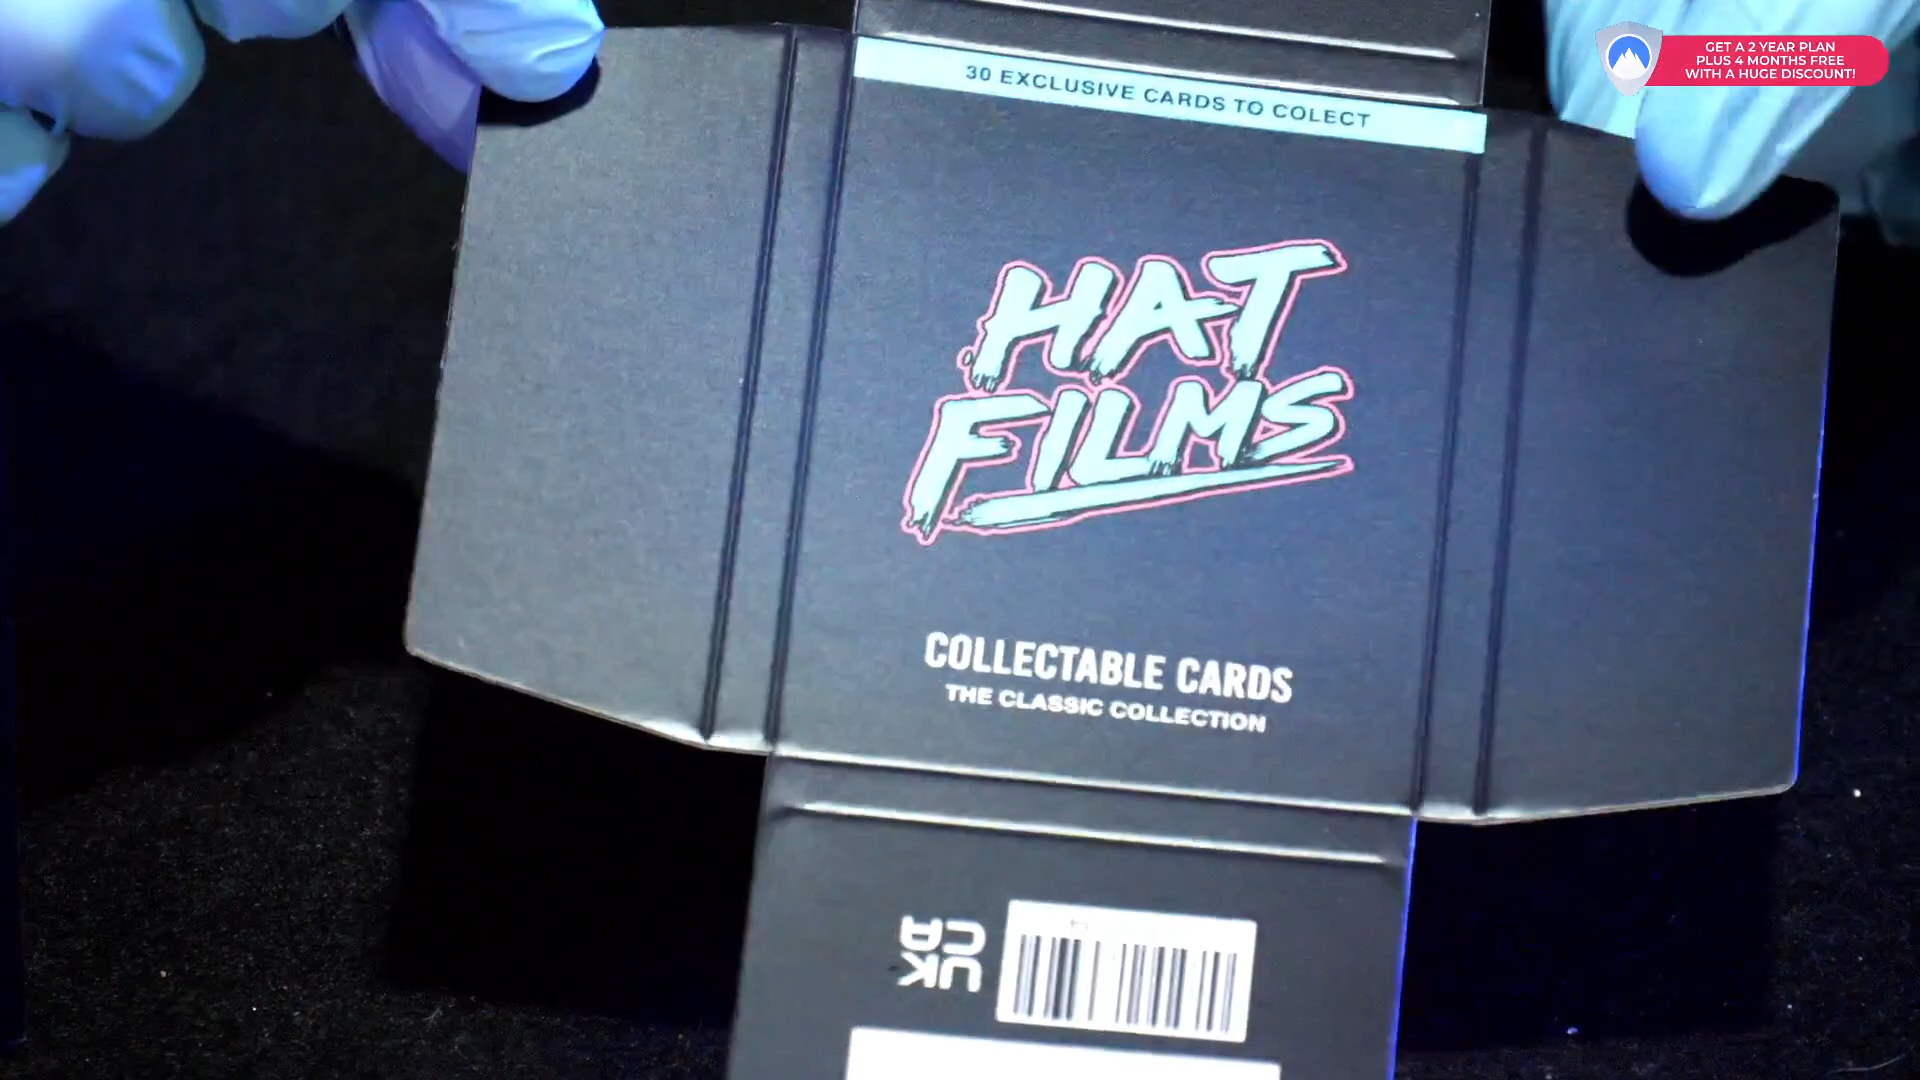 GET A 2 YEAR PLAN
PLUS 4 MONTHS FREE
WITH A HUGE DISCOUNT!
30 EXCLUSIVE CARDS TO COLECT
HAT
FILMS
COLLECTABLE CARDS
THE CLASSIC COLLECTION
UK
CA